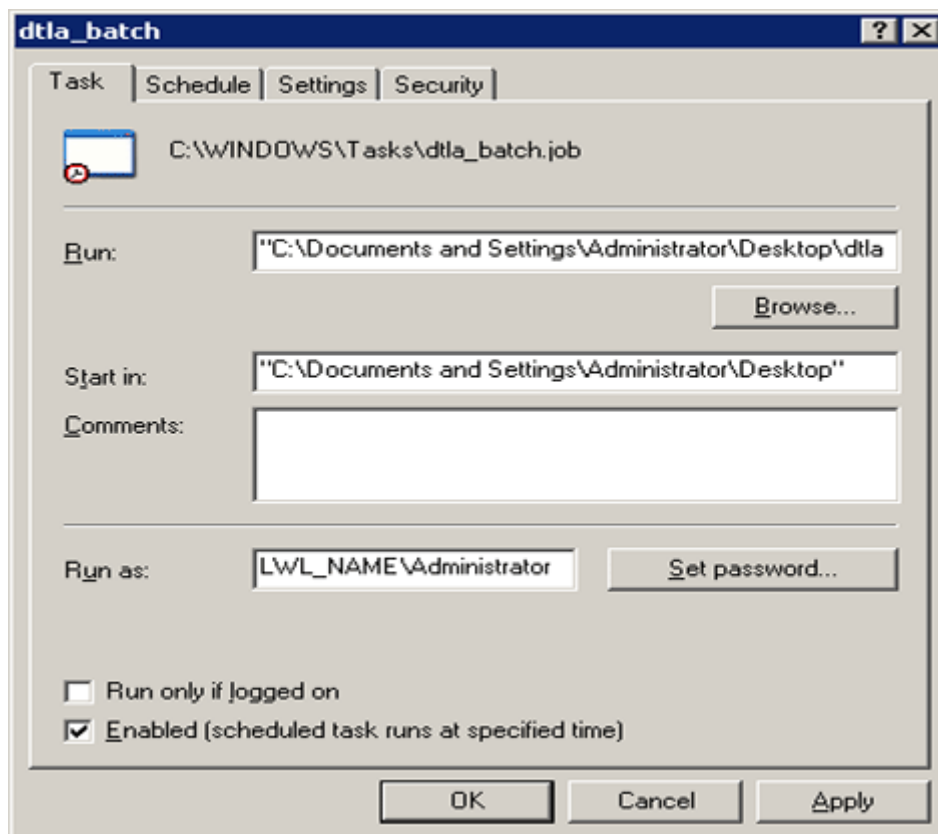 dtla_batch
Task Schedule Settings Security
C:\WINDOWS\Tasks\dtla_batch.job
Run: "C:\Documents and Settings\Administrator\Desktop\dtla
Browse...
Start in: "C:\Documents and Settings\Administrator\Desktop"
Comments:
Run as: LWL_NAME\Administrator Set password...
Run only if logged on
Enabled (scheduled task runs at specified time)
OK Cancel Apply